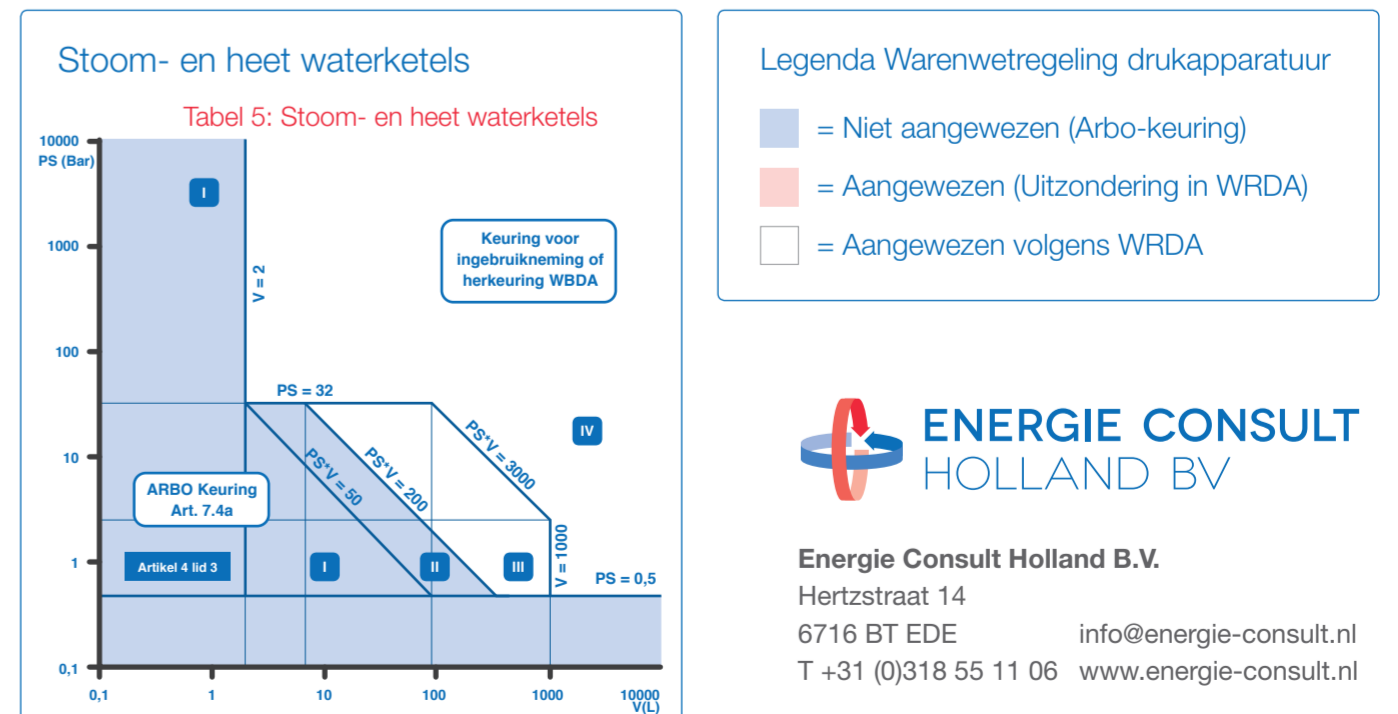 Stoom- en heet waterketels
Tabel 5: Stoom- en heet waterketels
10000
PS (Bar)
I
1000
V = 2
Keuring voor
ingebruikneming of
herkeuring WBDA
100
PS = 32
IV
PS*V = 50
PS*V = 200
PS*V = 3000
10
ARBO Keuring
Art. 7.4a
1
Artikel 4 lid 3
I
II
III
V = 1000
PS = 0,5
0,1
0,1
1
10
100
1000
10000
V(L)
Legenda Warenwetregeling drukapparatuur
= Niet aangewezen (Arbo-keuring)
= Aangewezen (Uitzondering in WRDA)
= Aangewezen volgens WRDA
ENERGIE CONSULT
HOLLAND BV
Energie Consult Holland B.V.
Hertzstraat 14
6716 BT EDE info@energie-consult.nl
T +31 (0)318 55 11 06 www.energie-consult.nl